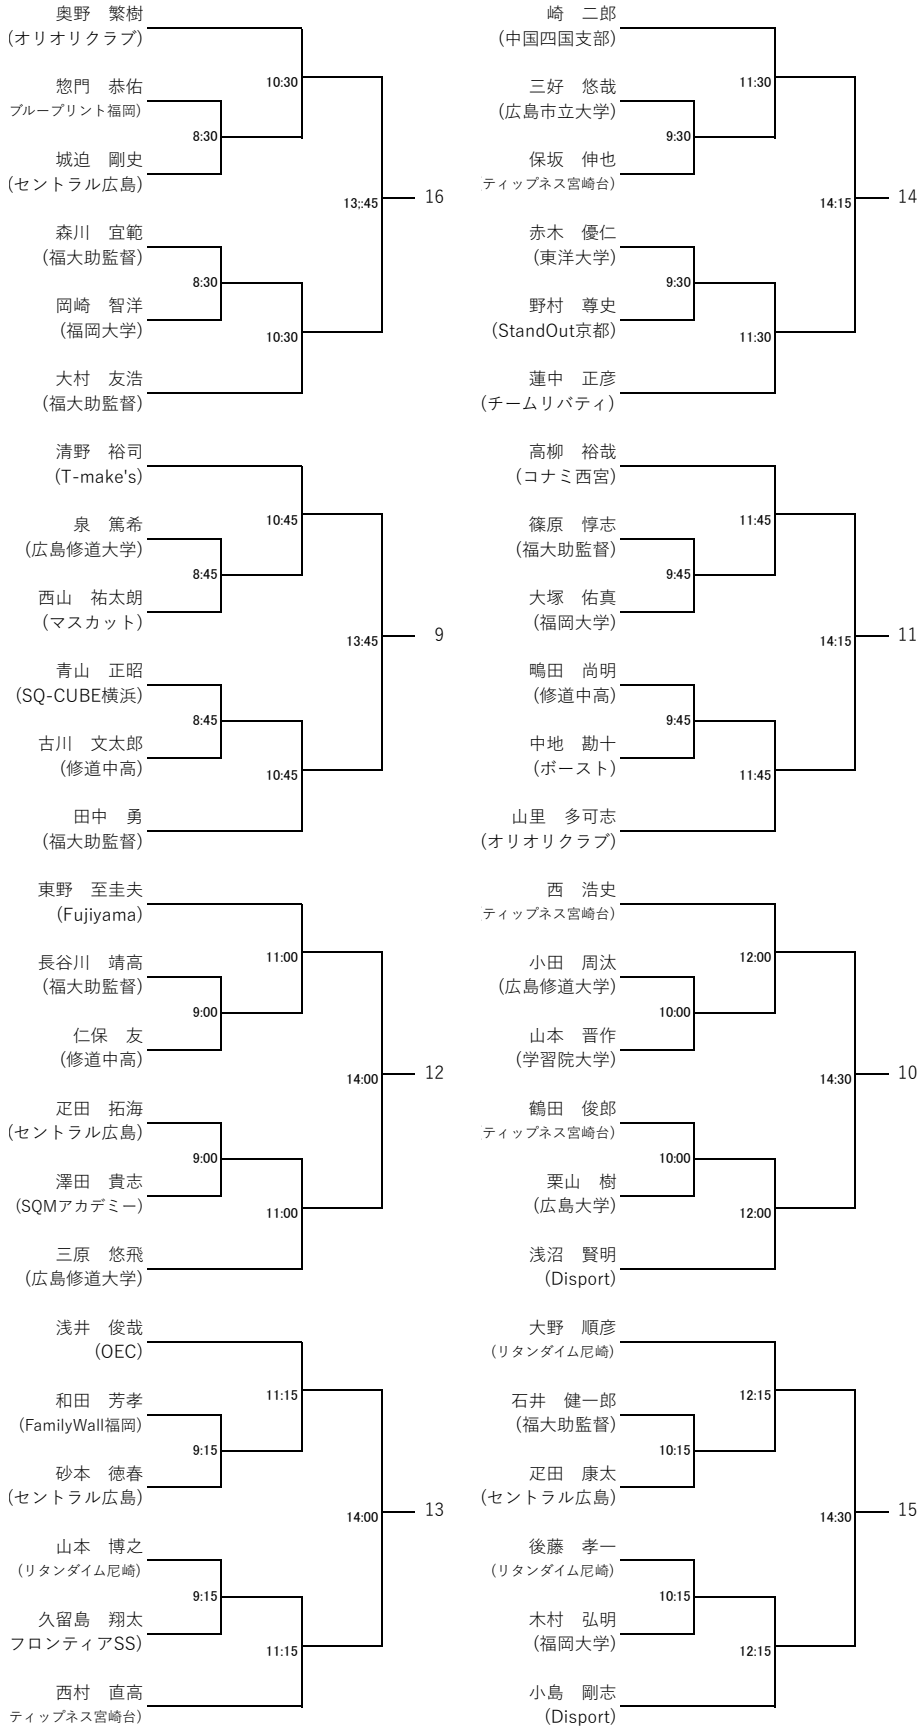 奥野　繁樹
(オリオリクラブ)
10:30
惣門　恭佑
ブループリント福岡)
8:30
城迫　剛史
(セントラル広島)
13;:45
16
森川　宜範
(福大助監督)
8:30
岡崎　智洋
(福岡大学)
10:30
大村　友浩
(福大助監督)
清野　裕司
(T-make's)
10:45
泉　篤希
(広島修道大学)
8:45
西山　祐太朗
(マスカット)
13:45
9
青山　正昭
(SQ-CUBE横浜)
8:45
古川　文太郎
(修道中高)
10:45
田中　勇
(福大助監督)
東野　至圭夫
(Fujiyama)
11:00
長谷川　靖高
(福大助監督)
9:00
仁保　友
(修道中高)
14:00
12
疋田　拓海
(セントラル広島)
9:00
澤田　貴志
(SQMアカデミー)
11:00
三原　悠飛
(広島修道大学)
浅井　俊哉
(OEC)
11:15
和田　芳孝
(FamilyWall福岡)
9:15
砂本　徳春
(セントラル広島)
14:00
13
山本　博之
(リタンダイム尼崎)
9:15
久留島　翔太
フロンティアSS)
11:15
西村　直高
ティップネス宮崎台)
崎　二郎
(中国四国支部)
11:30
三好　悠哉
(広島市立大学)
9:30
保坂　伸也
ティップネス宮崎台)
14:15
14
赤木　優仁
(東洋大学)
9:30
野村　尊史
(StandOut京都)
11:30
蓮中　正彦
(チームリバティ)
高柳　裕哉
(コナミ西宮)
11:45
篠原　惇志
(福大助監督)
9:45
大塚　佑真
(福岡大学)
14:15
11
鴫田　尚明
(修道中高)
9:45
中地　勘十
(ボースト)
11:45
山里　多可志
(オリオリクラブ)
西　浩史
ティップネス宮崎台)
12:00
小田　周汰
(広島修道大学)
10:00
山本　晋作
(学習院大学)
14:30
10
鶴田　俊郎
ティップネス宮崎台)
10:00
栗山　樹
(広島大学)
12:00
浅沼　賢明
(Disport)
大野　順彦
(リタンダイム尼崎)
12:15
石井　健一郎
(福大助監督)
10:15
疋田　康太
(セントラル広島)
14:30
15
後藤　孝一
(リタンダイム尼崎)
10:15
木村　弘明
(福岡大学)
12:15
小島　剛志
(Disport)